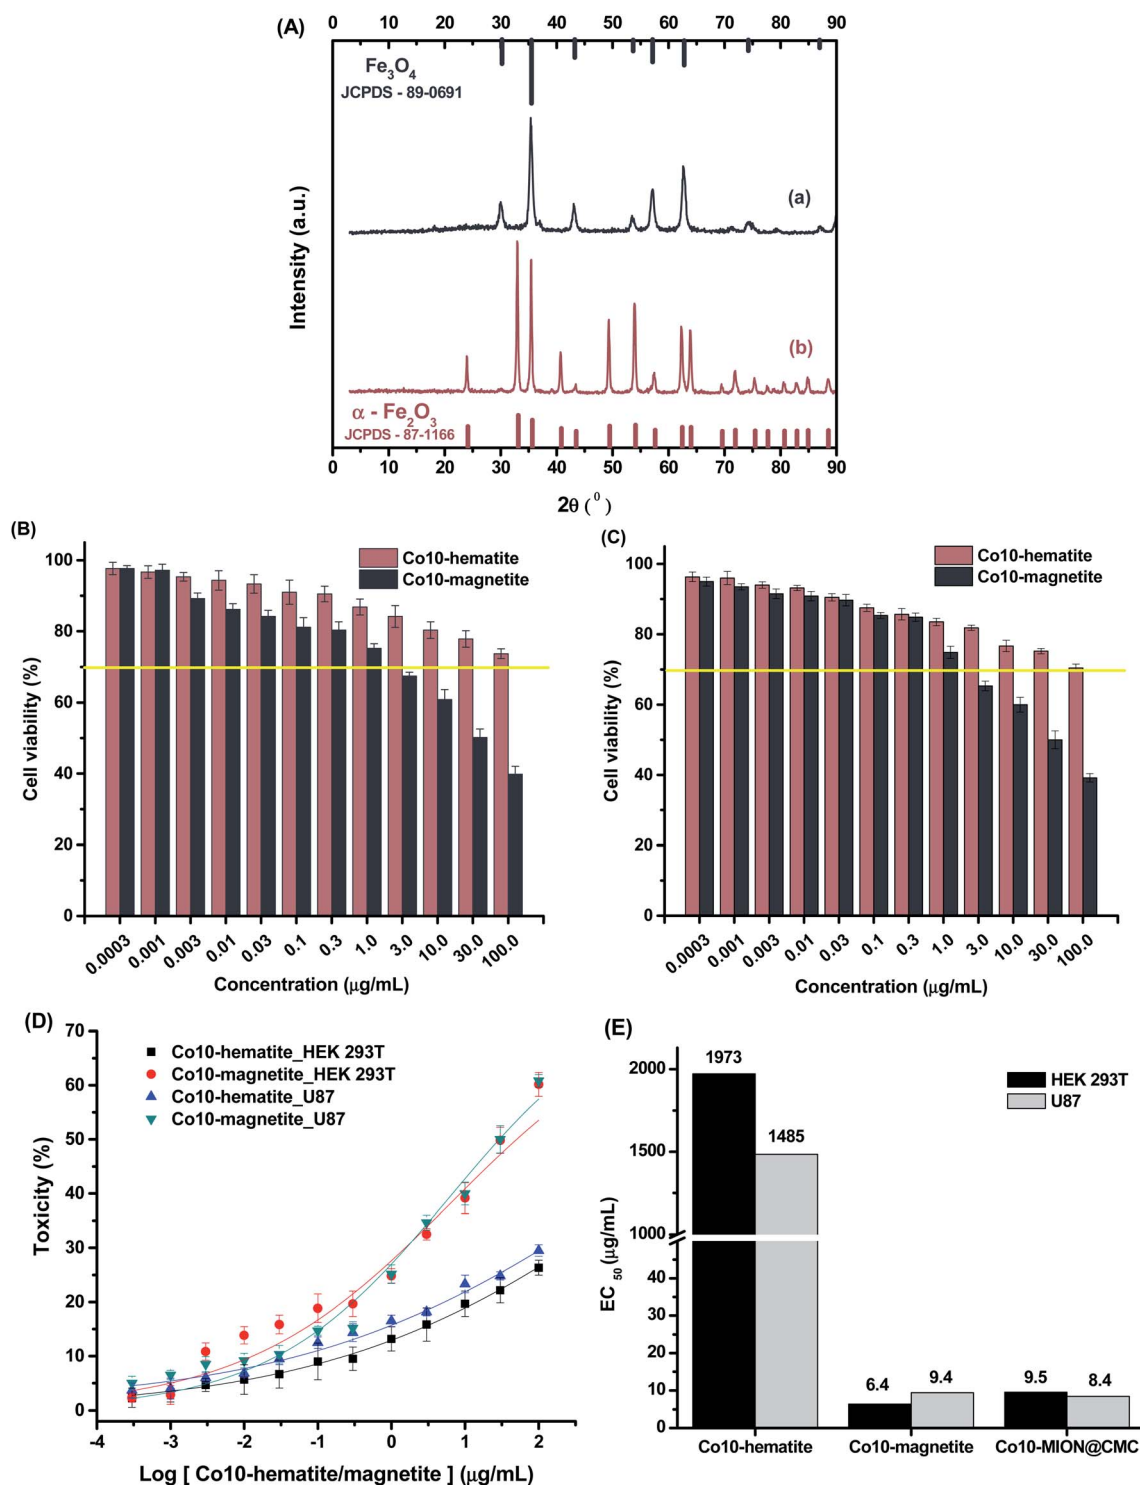 (A)
0 10 20 30 40 50 60 70 80 90
Fe3O4
JCPDS - 89-0691
(a)
Intensity (a.u.)
(b)
α - Fe2O3
JCPDS - 87-1166
0 10 20 30 40 50 60 70 80 90
2θ (0)
(B)
Co10-hematite
Co10-magnetite
100
80
60
40
20
0
Cell viability (%)
0.0003 0.001 0.003 0.01 0.03 0.1 0.3 1.0 3.0 10.0 30.0 100.0
Concentration (µg/mL)
(C)
Co10-hematite
Co10-magnetite
100
80
60
40
20
0
Cell viability (%)
0.0003 0.001 0.003 0.01 0.03 0.1 0.3 1.0 3.0 10.0 30.0 100.0
Concentration (µg/mL)
(D)
Co10-hematite_HEK 293T
Co10-magnetite_HEK 293T
Co10-hematite_U87
Co10-magnetite_U87
70
60
50
40
30
20
10
0
Toxicity (%)
-4 -3 -2 -1 0 1 2
Log [ Co10-hematite/magnetite ] (µg/mL)
(E)
HEK 293T
U87
2000
1500
1000
40
30
20
10
0
EC 50 (µg/mL)
1973
1485
6.4
9.4
9.5
8.4
Co10-hematite Co10-magnetite Co10-MION@CMC